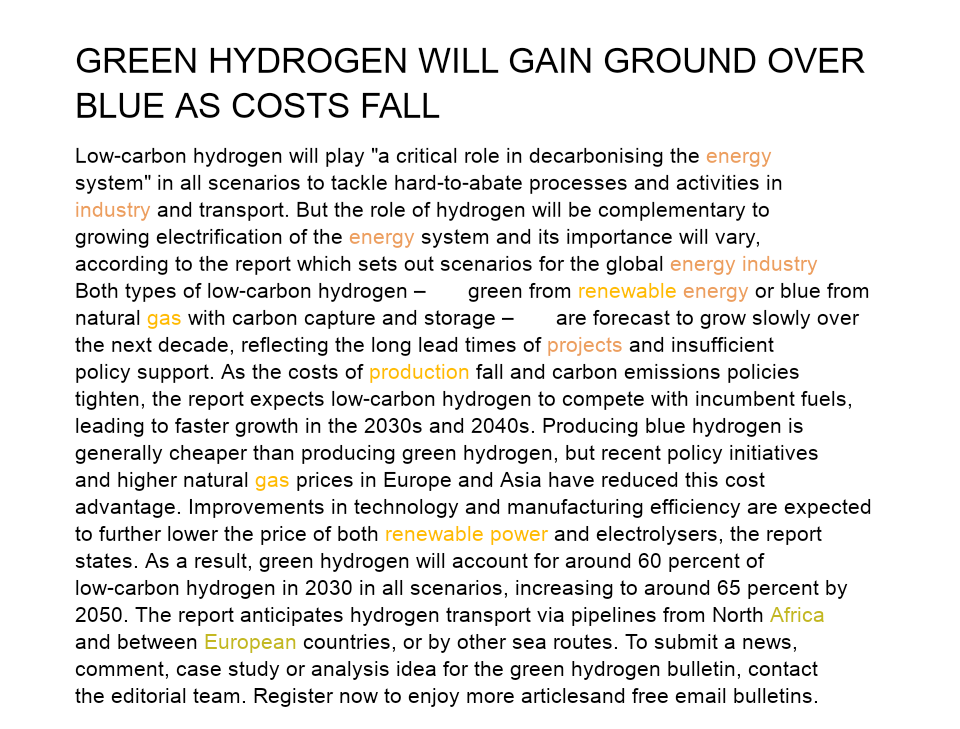 GREEN HYDROGEN WILL GAIN GROUND OVER
BLUE AS COSTS FALL
Low-carbon hydrogen will play "a critical role in decarbonising the energy
system" in all scenarios to tackle hard-to-abate processes and activities in
industry and transport. But the role of hydrogen will be complementary to
growing electrification of the energy system and its importance will vary,
according to the report which sets out scenarios for the global energy industry
Both types of low-carbon hydrogen – green from renewable energy or blue from
natural gas with carbon capture and storage – are forecast to grow slowly over
the next decade, reflecting the long lead times of projects and insufficient
policy support. As the costs of production fall and carbon emissions policies
tighten, the report expects low-carbon hydrogen to compete with incumbent fuels,
leading to faster growth in the 2030s and 2040s. Producing blue hydrogen is
generally cheaper than producing green hydrogen, but recent policy initiatives
and higher natural gas prices in Europe and Asia have reduced this cost
advantage. Improvements in technology and manufacturing efficiency are expected
to further lower the price of both renewable power and electrolysers, the report
states. As a result, green hydrogen will account for around 60 percent of
low-carbon hydrogen in 2030 in all scenarios, increasing to around 65 percent by
2050. The report anticipates hydrogen transport via pipelines from North Africa
and between European countries, or by other sea routes. To submit a news,
comment, case study or analysis idea for the green hydrogen bulletin, contact
the editorial team. Register now to enjoy more articlesand free email bulletins.